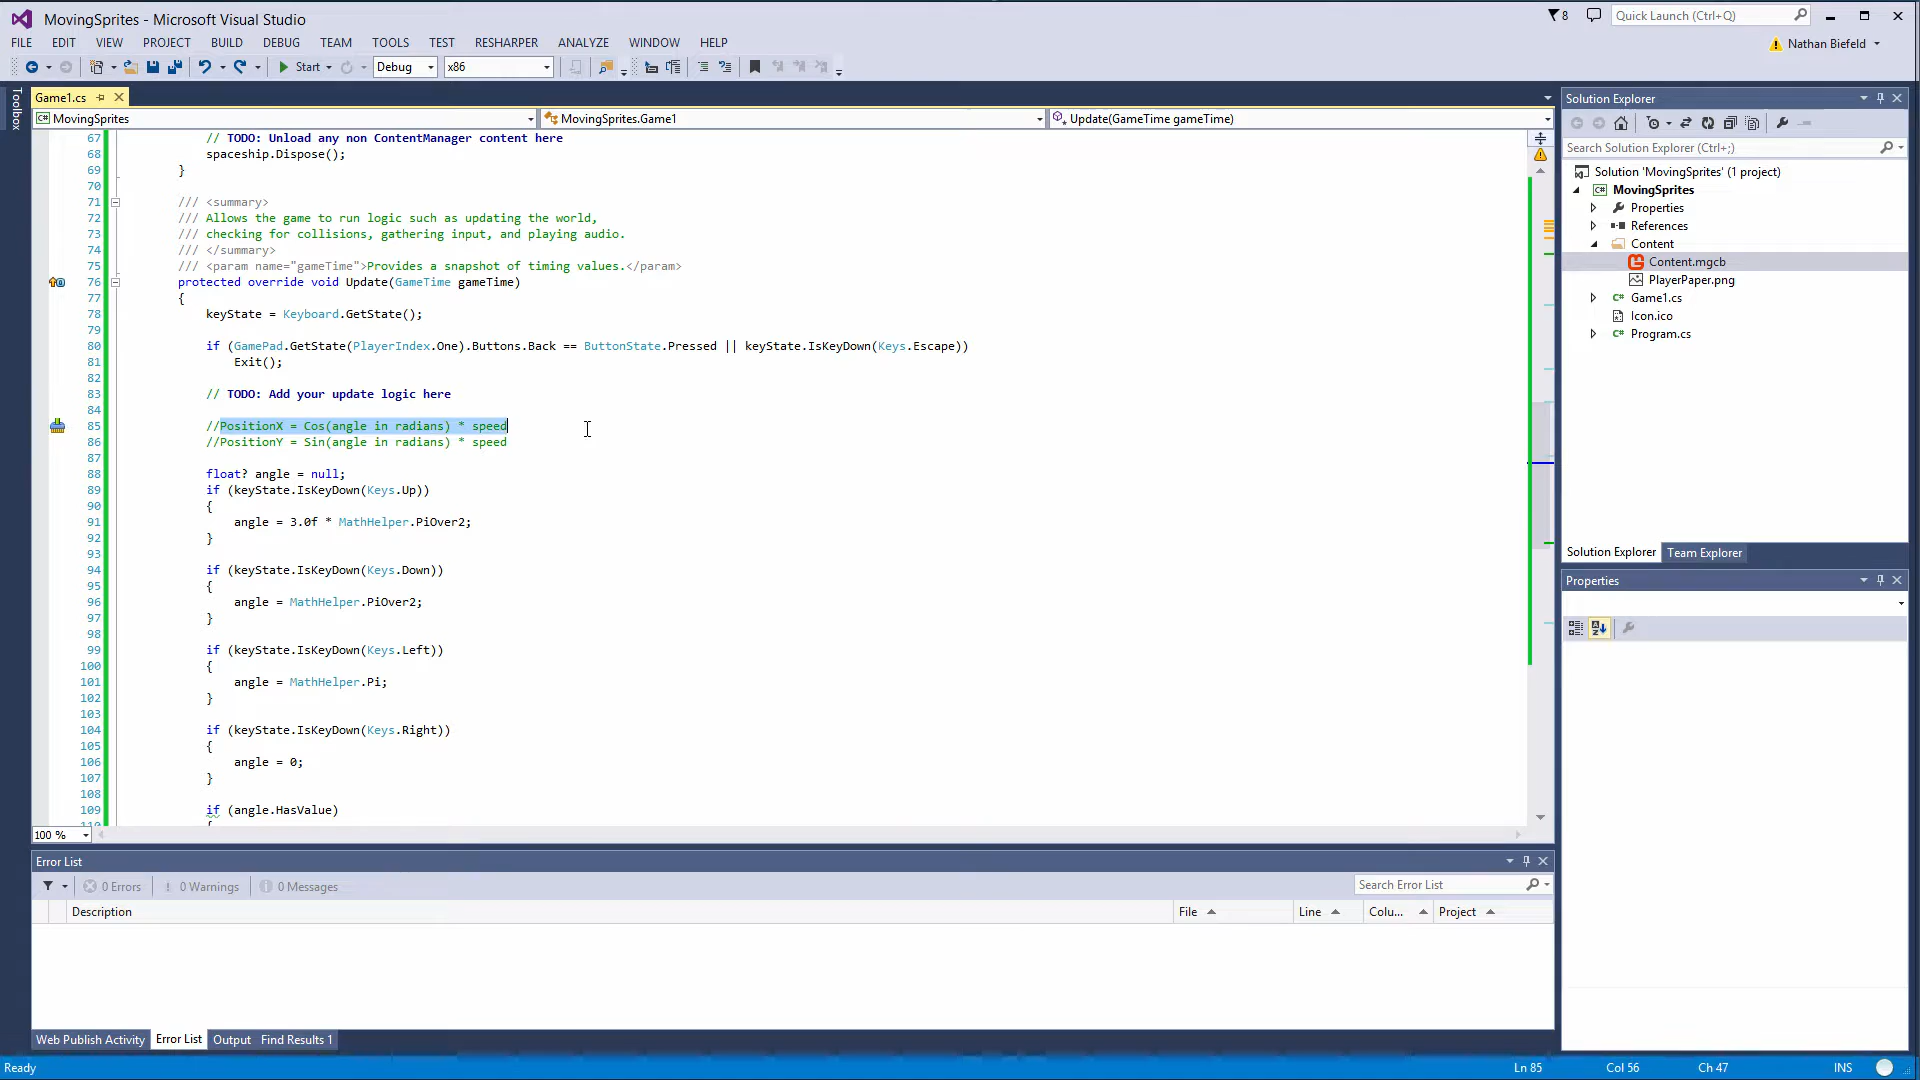 MovingSprites - Microsoft Visual Studio
8
Quick Launch (Ctrl+Q)
FILE EDIT VIEW PROJECT BUILD DEBUG TEAM TOOLS TEST RESHARPER ANALYZE WINDOW HELP
Nathan Biefeld
Start Debug x86
Toolbox
Game1.cs
MovingSprites MovingSprites.Game1 Update(GameTime gameTime)
67 // TODO: Unload any non ContentManager content here
68 spaceship.Dispose();
69 }
70
71 /// <summary>
72 /// Allows the game to run logic such as updating the world,
73 /// checking for collisions, gathering input, and playing audio.
74 /// </summary>
75 /// <param name="gameTime">Provides a snapshot of timing values.</param>
76 protected override void Update(GameTime gameTime)
77 {
78 keyState = Keyboard.GetState();
79
80 if (GamePad.GetState(PlayerIndex.One).Buttons.Back == ButtonState.Pressed || keyState.IsKeyDown(Keys.Escape))
81 Exit();
82
83 // TODO: Add your update logic here
84
85 //PositionX = Cos(angle in radians) * speed
86 //PositionY = Sin(angle in radians) * speed
87
88 float? angle = null;
89 if (keyState.IsKeyDown(Keys.Up))
90 {
91 angle = 3.0f * MathHelper.PiOver2;
92 }
93
94 if (keyState.IsKeyDown(Keys.Down))
95 {
96 angle = MathHelper.PiOver2;
97 }
98
99 if (keyState.IsKeyDown(Keys.Left))
100 {
101 angle = MathHelper.Pi;
102 }
103
104 if (keyState.IsKeyDown(Keys.Right))
105 {
106 angle = 0;
107 }
108
109 if (angle.HasValue)
100 %
Error List
0 Errors 0 Warnings 0 Messages
Search Error List
Description File Line Colu... Project
Web Publish Activity Error List Output Find Results 1
Ready Ln 85 Col 56 Ch 47 INS
Solution Explorer
Search Solution Explorer (Ctrl+;)
Solution 'MovingSprites' (1 project)
MovingSprites
Properties
References
Content
Content.mgcb
PlayerPaper.png
Game1.cs
Icon.ico
Program.cs
Solution Explorer Team Explorer
Properties